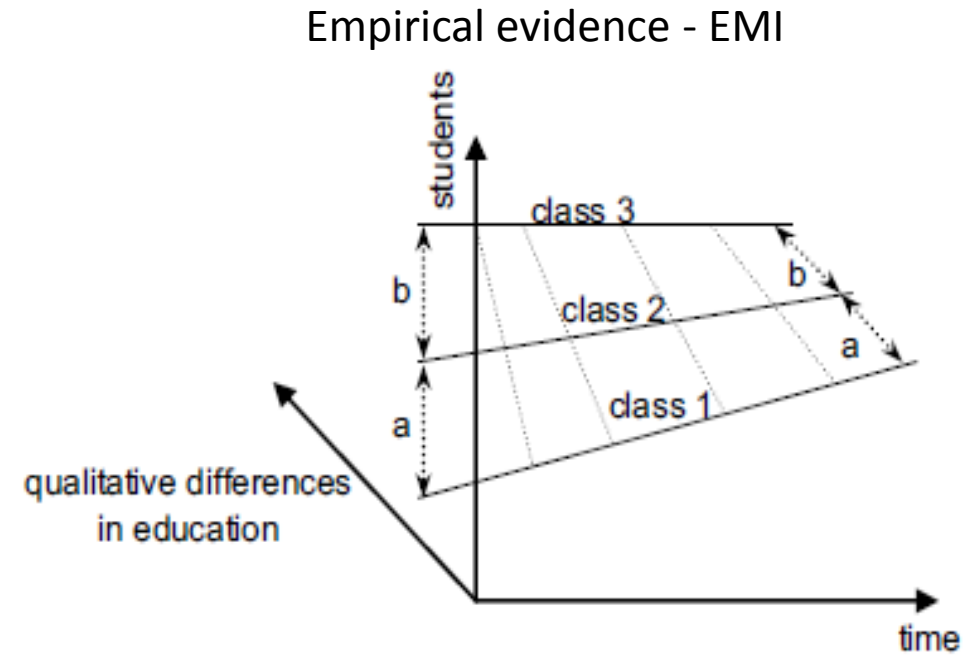 Empirical evidence - EMI
students
class 3
b
b
class 2
a
class 1
a
qualitative differences
in education
time